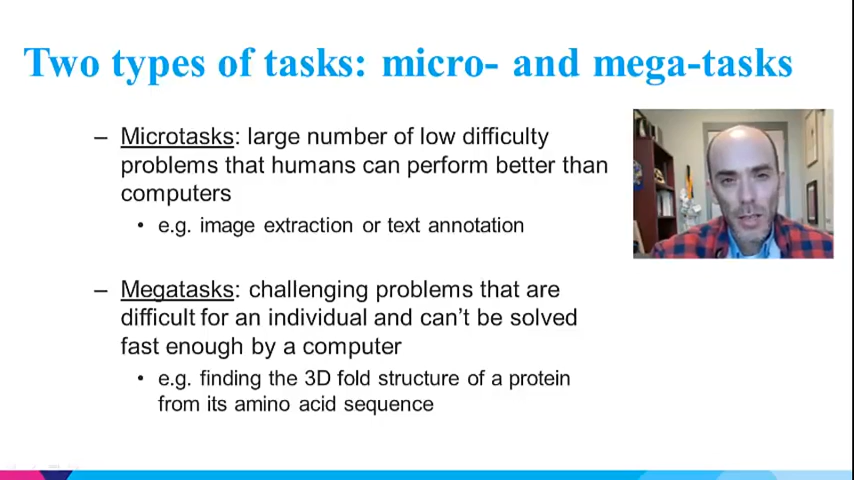 Two types of tasks: micro- and mega-tasks
– Microtasks: large number of low difficulty
problems that humans can perform better than
computers
• e.g. image extraction or text annotation
– Megatasks: challenging problems that are
difficult for an individual and can't be solved
fast enough by a computer
• e.g. finding the 3D fold structure of a protein
from its amino acid sequence